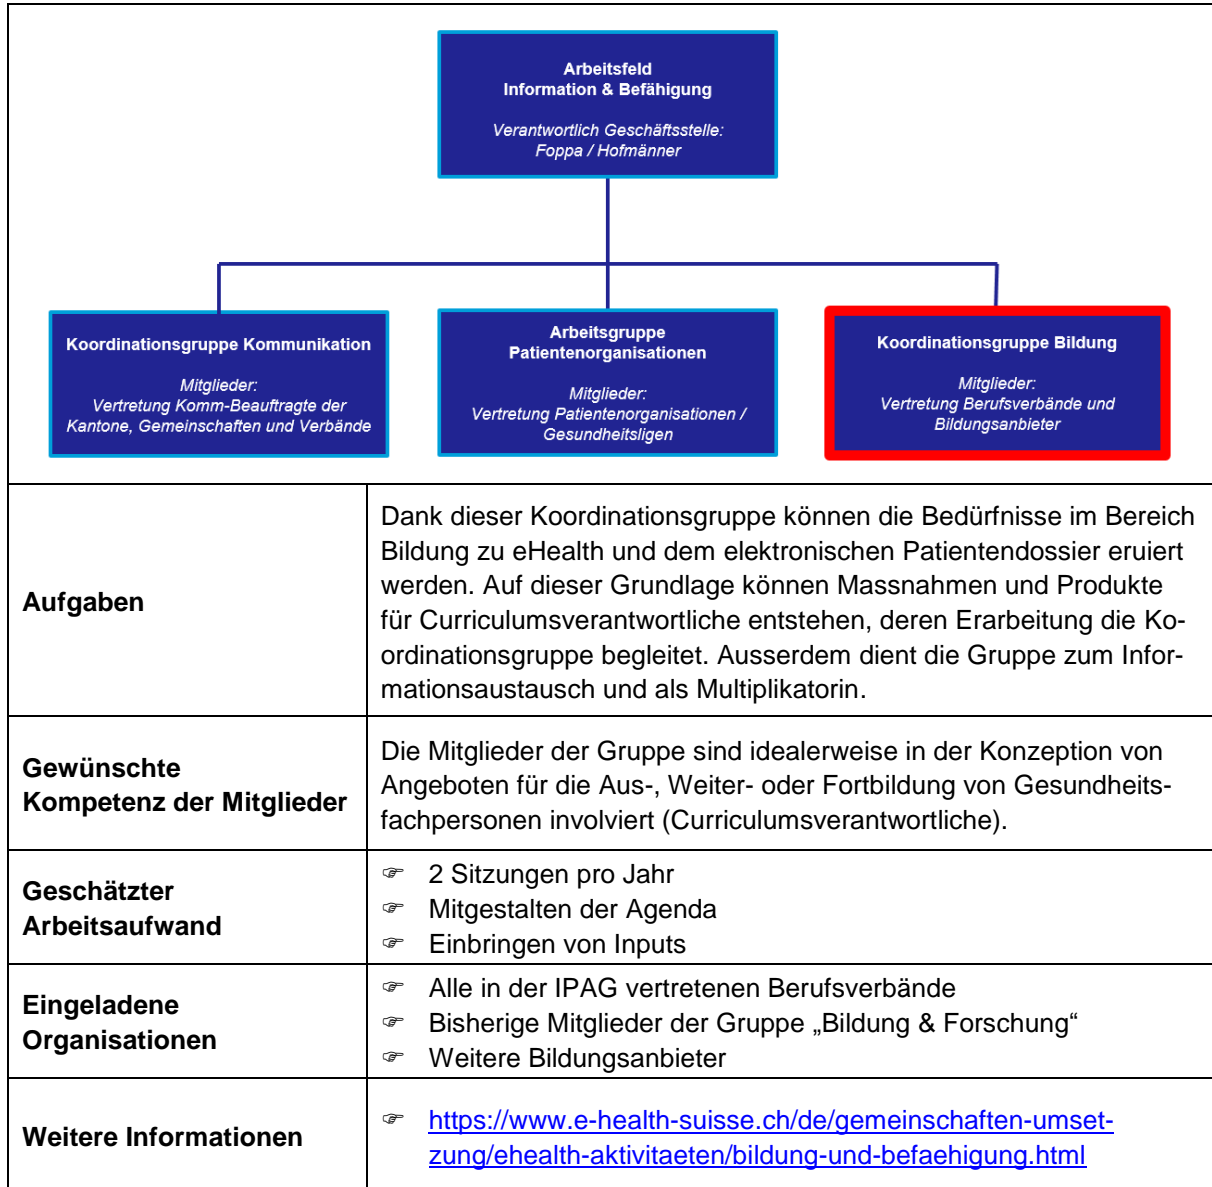 Arbeitsfeld
Information & Befähigung
Verantwortlich Geschäftsstelle:
Foppa / Hofmänner
Koordinationsgruppe Kommunikation
Mitglieder:
Vertretung Komm-Beauftragte der
Kantone, Gemeinschaften und Verbände
Arbeitsgruppe
Patientenorganisationen
Mitglieder:
Vertretung Patientenorganisationen /
Gesundheitsligen
Koordinationsgruppe Bildung
Mitglieder:
Vertretung Berufsverbände und
Bildungsanbieter
Aufgaben
Dank dieser Koordinationsgruppe können die Bedürfnisse im Bereich
Bildung zu eHealth und dem elektronischen Patientendossier eruiert
werden. Auf dieser Grundlage können Massnahmen und Produkte
für Curriculumsverantwortliche entstehen, deren Erarbeitung die Ko-
ordinationsgruppe begleitet. Ausserdem dient die Gruppe zum Infor-
mationsaustausch und als Multiplikatorin.
Gewünschte
Kompetenz der Mitglieder
Die Mitglieder der Gruppe sind idealerweise in der Konzeption von
Angeboten für die Aus-, Weiter- oder Fortbildung von Gesundheits-
fachpersonen involviert (Curriculumsverantwortliche).
Geschätzter
Arbeitsaufwand
☞ 2 Sitzungen pro Jahr
☞ Mitgestalten der Agenda
☞ Einbringen von Inputs
Eingeladene
Organisationen
☞ Alle in der IPAG vertretenen Berufsverbände
☞ Bisherige Mitglieder der Gruppe „Bildung & Forschung“
☞ Weitere Bildungsanbieter
Weitere Informationen
☞ https://www.e-health-suisse.ch/de/gemeinschaften-umset-
zung/ehealth-aktivitaeten/bildung-und-befaehigung.html